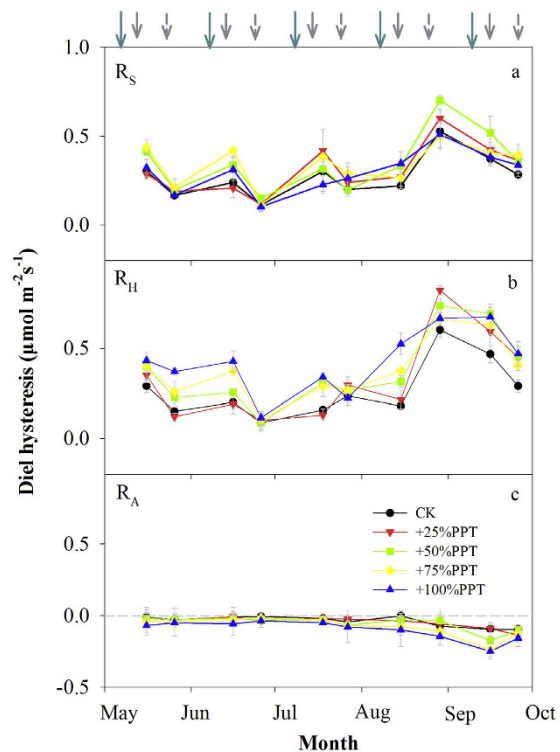 1.0
R_S
a
0.5
0.0
R_H
b
0.5
0.0
Diel hysteresis (μmol m⁻²s⁻¹)
R_A
c
CK
+25%PPT
+50%PPT
+75%PPT
+100%PPT
0.5
0.0
-0.5
May Jun Jul Aug Sep Oct
Month